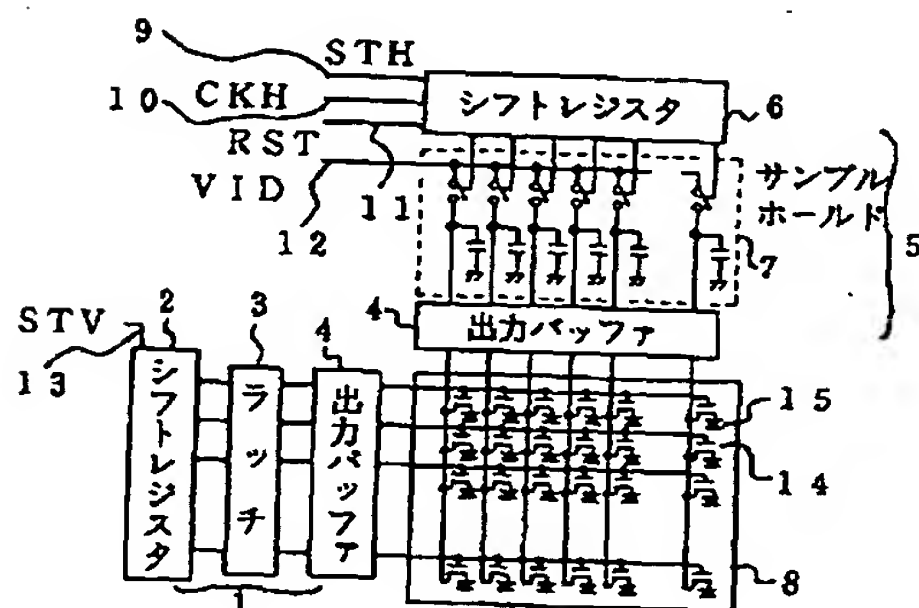 9
STH
10
CKH
シフトレジスタ
6
RST
VID
11
12
サンプル
ホールド
5
7
4
出力バッファ
STV
13
2
3
4
シフトレジスタ
ラッチ
出力バッファ
15
14
8
1